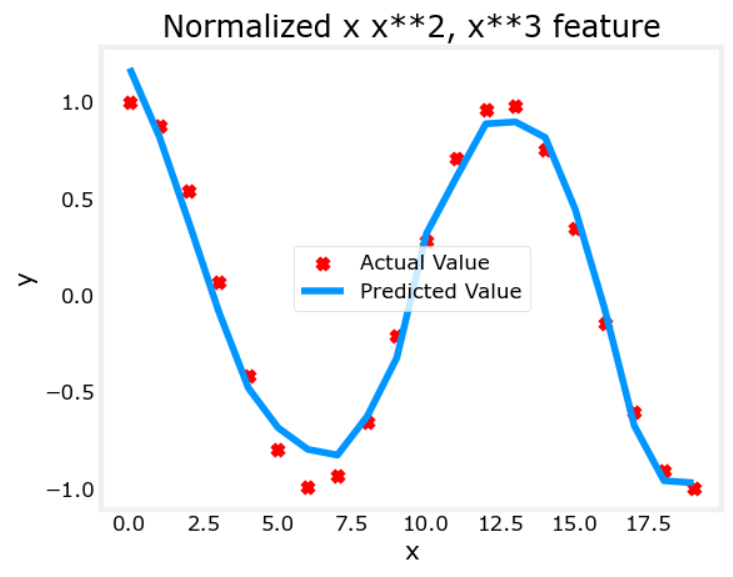 Normalized x x**2, x**3 feature
1.0
0.5
0.0
−0.5
−1.0
y
Actual Value
Predicted Value
0.0 2.5 5.0 7.5 10.0 12.5 15.0 17.5
x